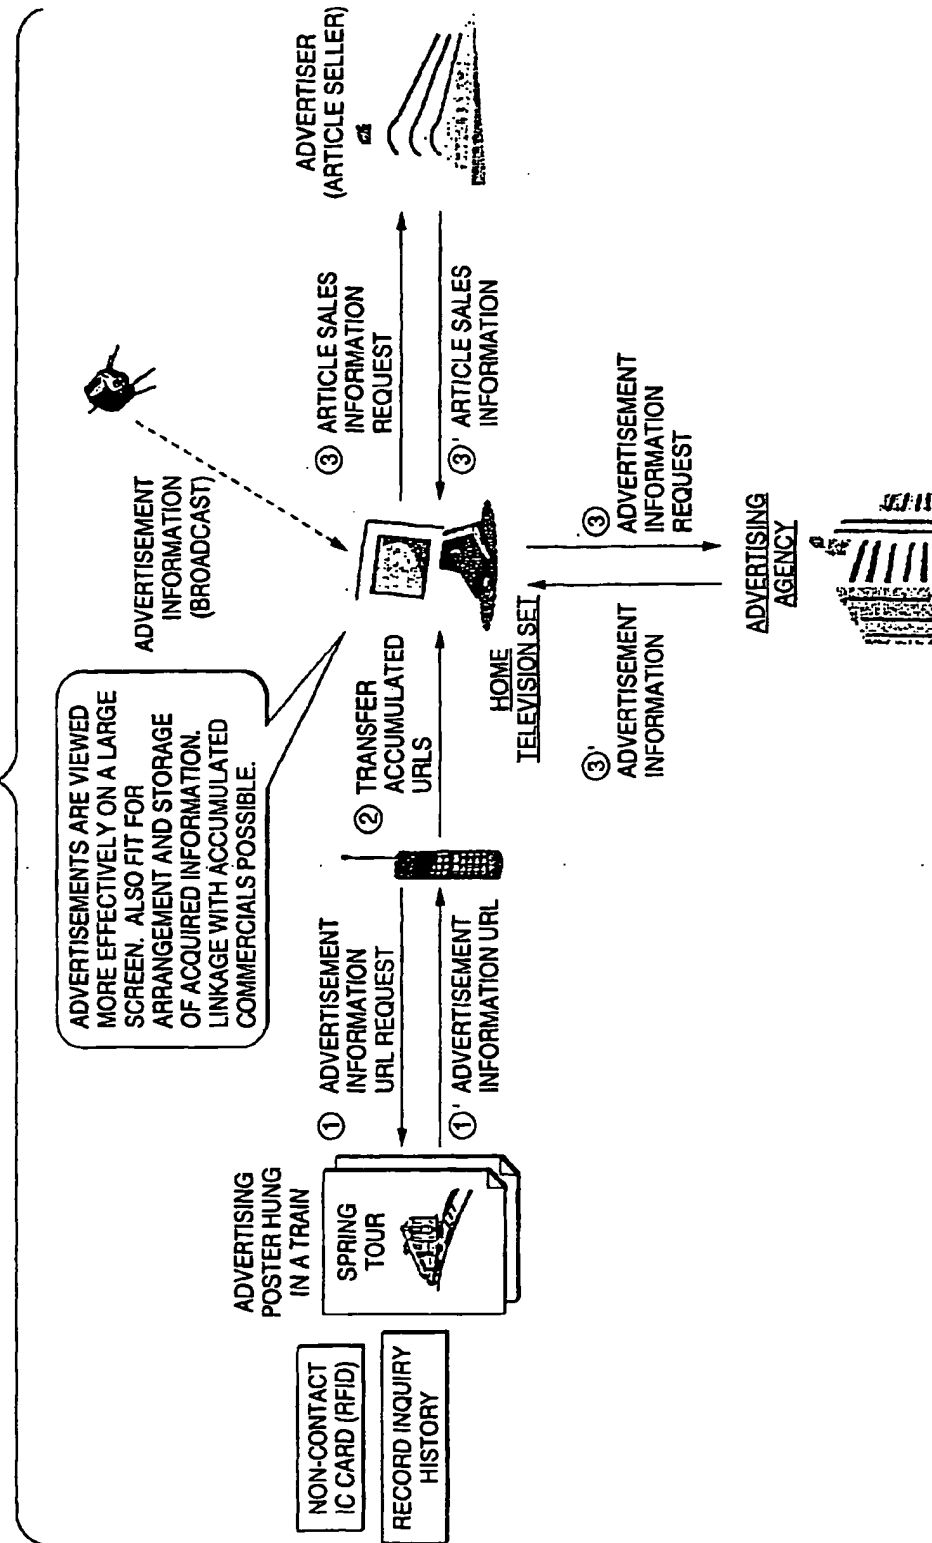 ADVERTISEMENTS ARE VIEWED
MORE EFFECTIVELY ON A LARGE
SCREEN. ALSO FIT FOR
ARRANGEMENT AND STORAGE
OF ACQUIRED INFORMATION.
LINKAGE WITH ACCUMULATED
COMMERCIALS POSSIBLE.
ADVERTISEMENT
INFORMATION
(BROADCAST)
NON-CONTACT
IC CARD (RFID)
RECORD INQUIRY
HISTORY
ADVERTISING
POSTER HUNG
IN A TRAIN
SPRING
TOUR
① ADVERTISEMENT
INFORMATION
URL REQUEST
①' ADVERTISEMENT
INFORMATION URL
② TRANSFER
ACCUMULATED
URLS
HOME
TELEVISION SET
③ ARTICLE SALES
INFORMATION
REQUEST
③' ARTICLE SALES
INFORMATION
ADVERTISER
(ARTICLE SELLER)
③' ADVERTISEMENT
INFORMATION
③ ADVERTISEMENT
INFORMATION
REQUEST
ADVERTISING
AGENCY